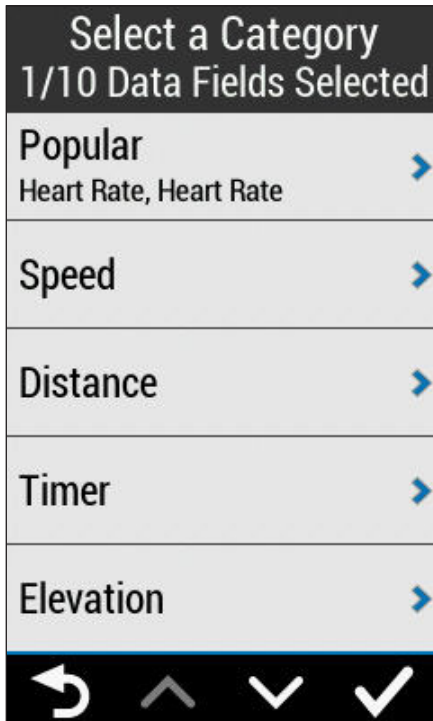 Select a Category
1/10 Data Fields Selected
Popular
Heart Rate, Heart Rate
Speed
Distance
Timer
Elevation